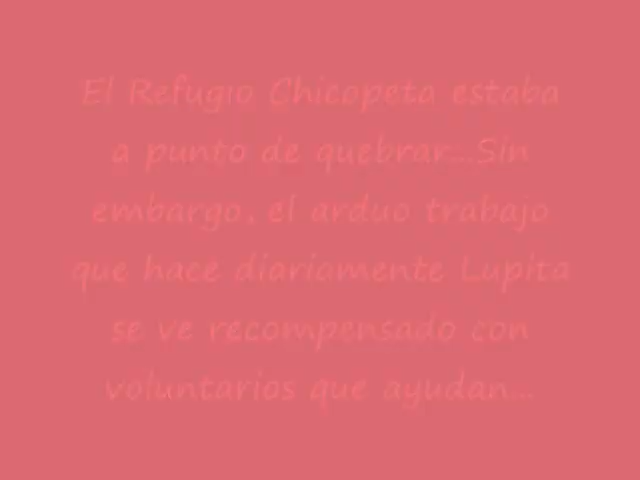 El Refugio Chicopeta estaba
a punto de quebrar...Sin
embargo, el arduo trabajo
que hace diariamente Lupita
se ve recompensado con
voluntarios que ayudan...